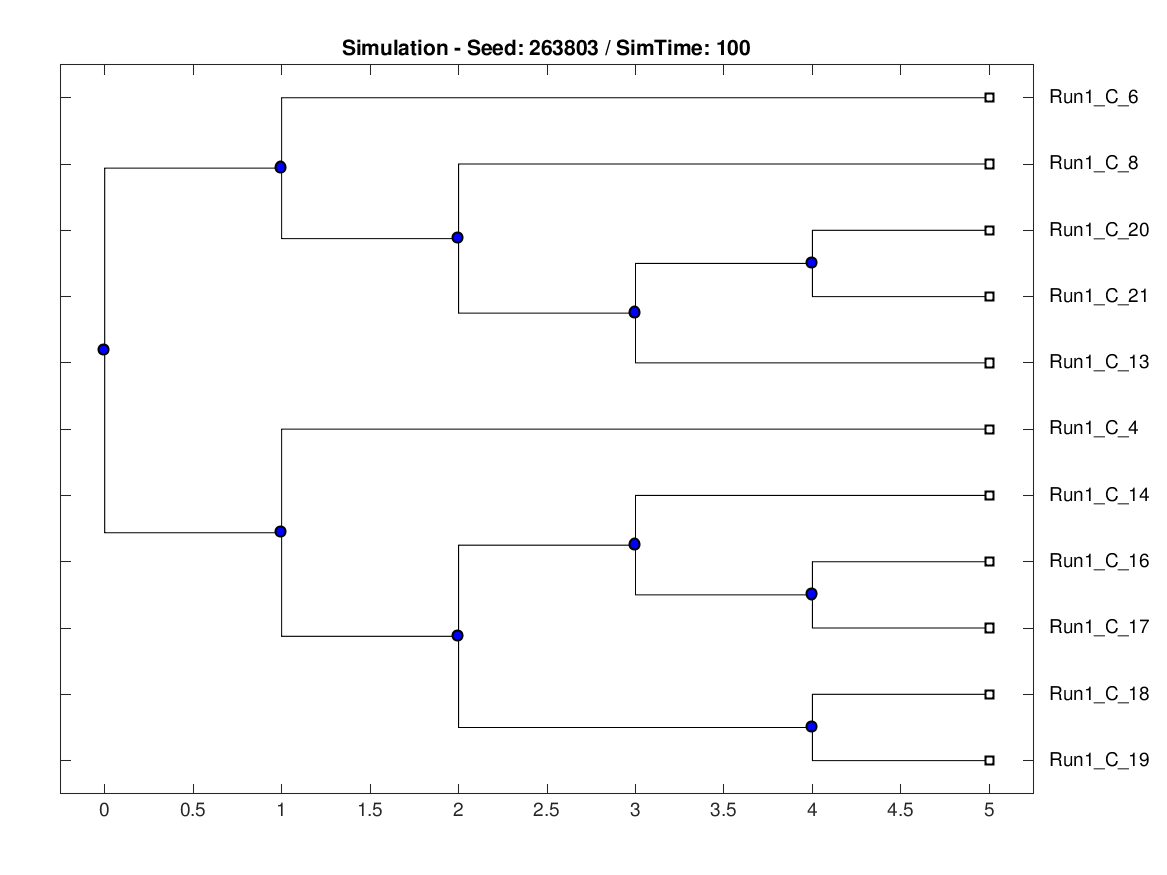 Simulation - Seed: 263803 / SimTime: 100
Run1_C_6
Run1_C_8
Run1_C_20
Run1_C_21
Run1_C_13
Run1_C_4
Run1_C_14
Run1_C_16
Run1_C_17
Run1_C_18
Run1_C_19
0 0.5 1 1.5 2 2.5 3 3.5 4 4.5 5